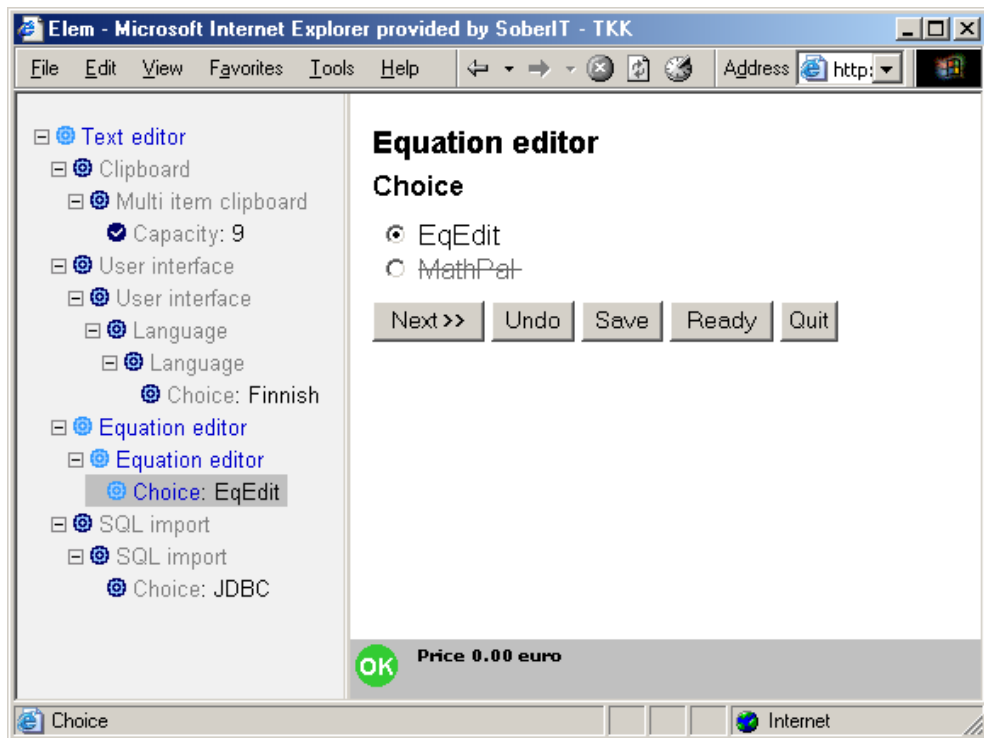 Elem - Microsoft Internet Explorer provided by SoberIT - TKK
File Edit View Favorites Tools Help Address http:
Text editor
Clipboard
Multi item clipboard
Capacity: 9
User interface
User interface
Language
Language
Choice: Finnish
Equation editor
Equation editor
Choice: EqEdit
SQL import
SQL import
Choice: JDBC
Equation editor
Choice
EqEdit
MathPal
Next >> Undo Save Ready Quit
OK Price 0.00 euro
Choice Internet